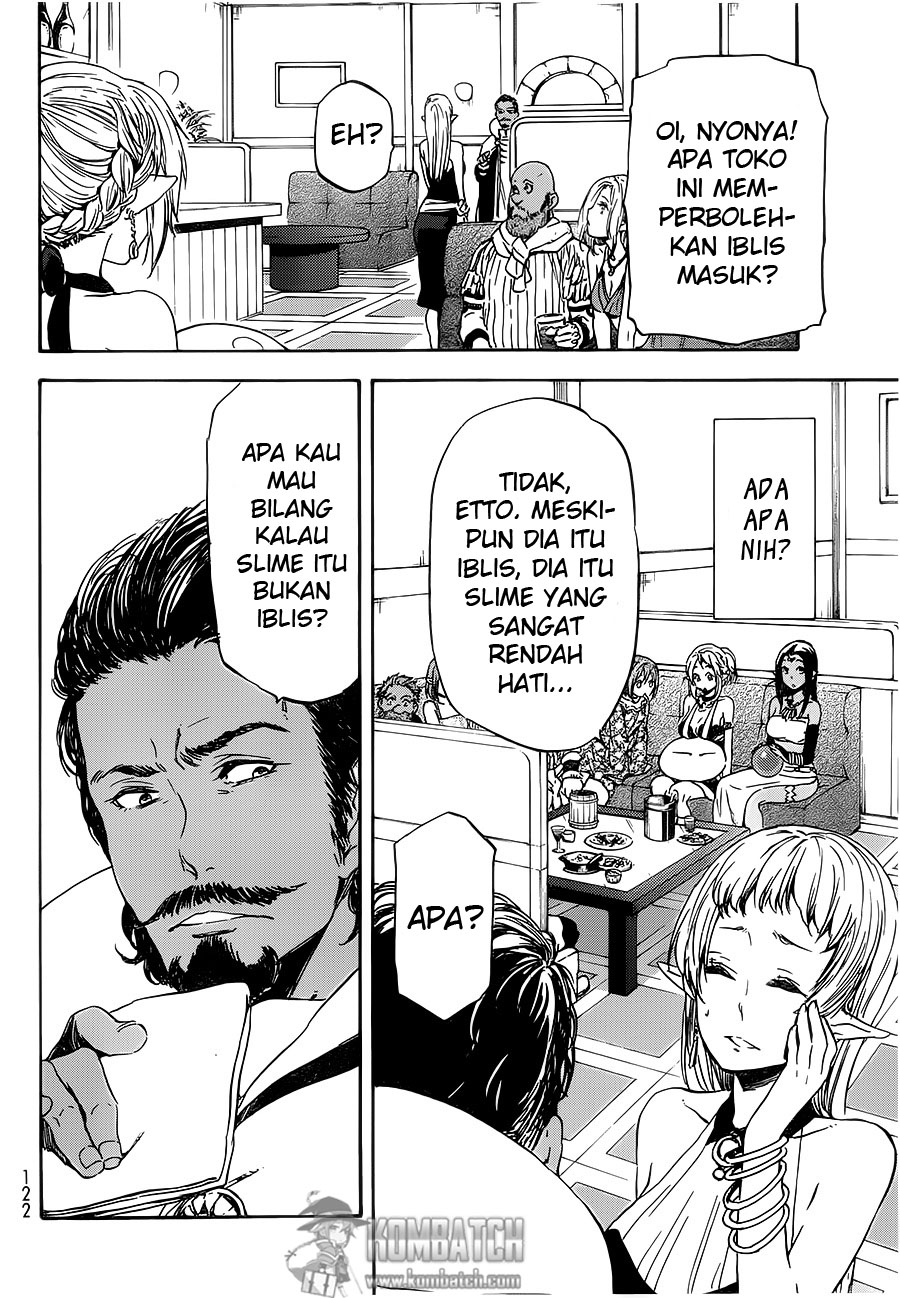 OI, NYONYA!
APA TOKO
INI MEM-
PERBOLEH-
KAN IBLIS
MASUK?
EH?
ADA
APA
NIH?
TIDAK,
ETTO. MESKI-
PUN DIA ITU
IBLIS, DIA ITU
SLIME YANG
SANGAT
RENDAH
HATI...
APA?
APA KAU
MAU
BILANG
KALAU
SLIME ITU
BUKAN
IBLIS?
122
KOMBATCH
www.kombatch.com